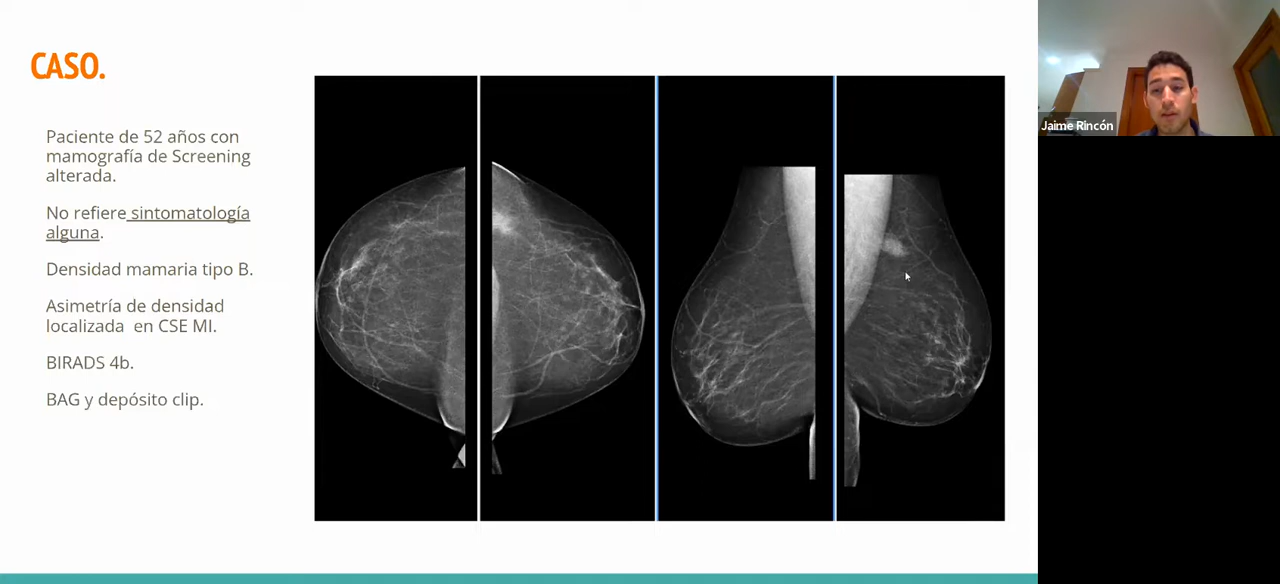 CASO.
Paciente de 52 años con
mamografía de Screening
alterada.
No refiere sintomatología
alguna.
Densidad mamaria tipo B.
Asimetría de densidad
localizada en CSE MI.
BIRADS 4b.
BAG y depósito clip.
Jaime Rincón